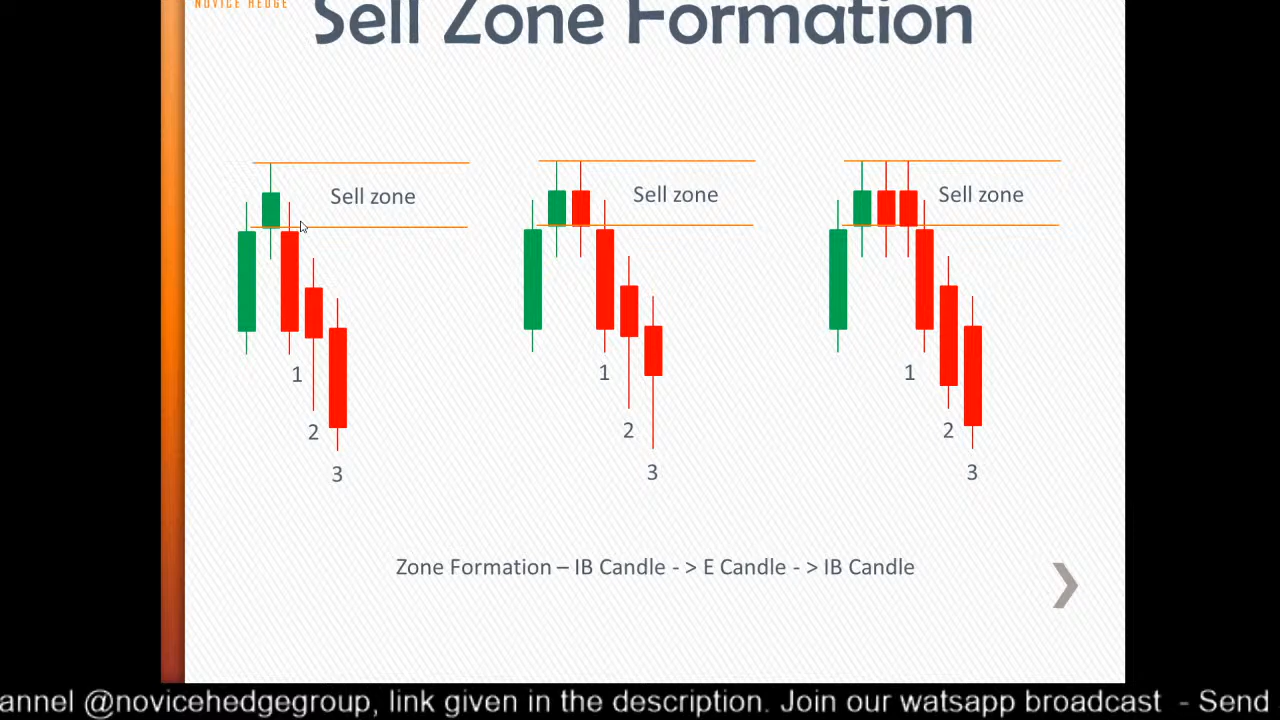 NOVICE HEDGE
Sell Zone Formation
Sell zone
Sell zone
Sell zone
1
1
1
2
2
2
3
3
3
Zone Formation – IB Candle - > E Candle - > IB Candle
annel @novicehedgegroup, link given in the description. Join our watsapp broadcast - Send